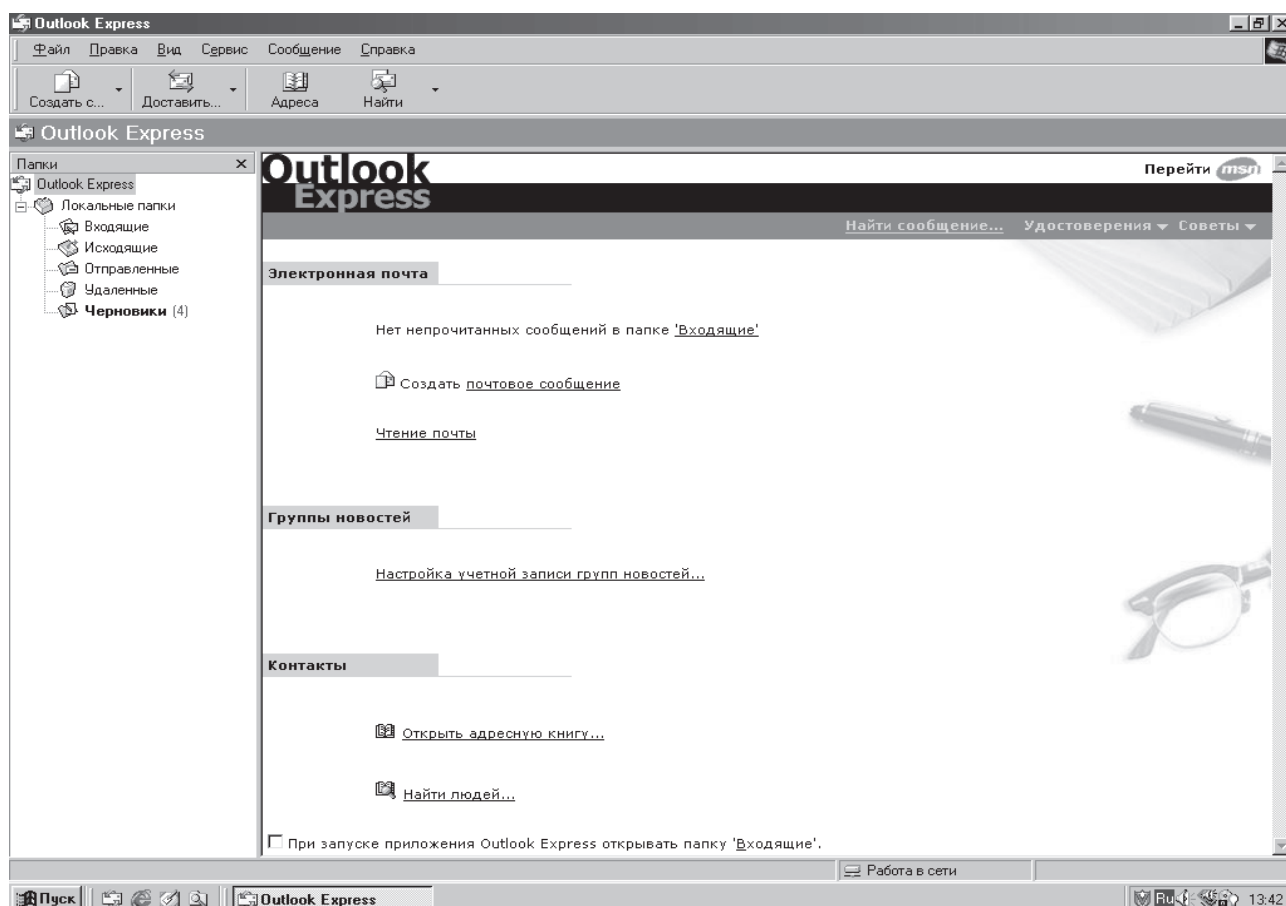 Outlook Express
Файл Правка Вид Сервис Сообщение Справка
Создать с... Доставить... Адреса Найти
Outlook Express
Папки
Outlook Express
Локальные папки
Входящие
Исходящие
Отправленные
Удаленные
Черновики (4)
Outlook
Express
Перейти msn
Найти сообщение... Удостоверения Советы
Электронная почта
Нет непрочитанных сообщений в папке 'Входящие'
Создать почтовое сообщение
Чтение почты
Группы новостей
Настройка учетной записи групп новостей...
Контакты
Открыть адресную книгу...
Найти людей...
При запуске приложения Outlook Express открывать папку 'Входящие'.
Работа в сети
Пуск Outlook Express Ru 13:42